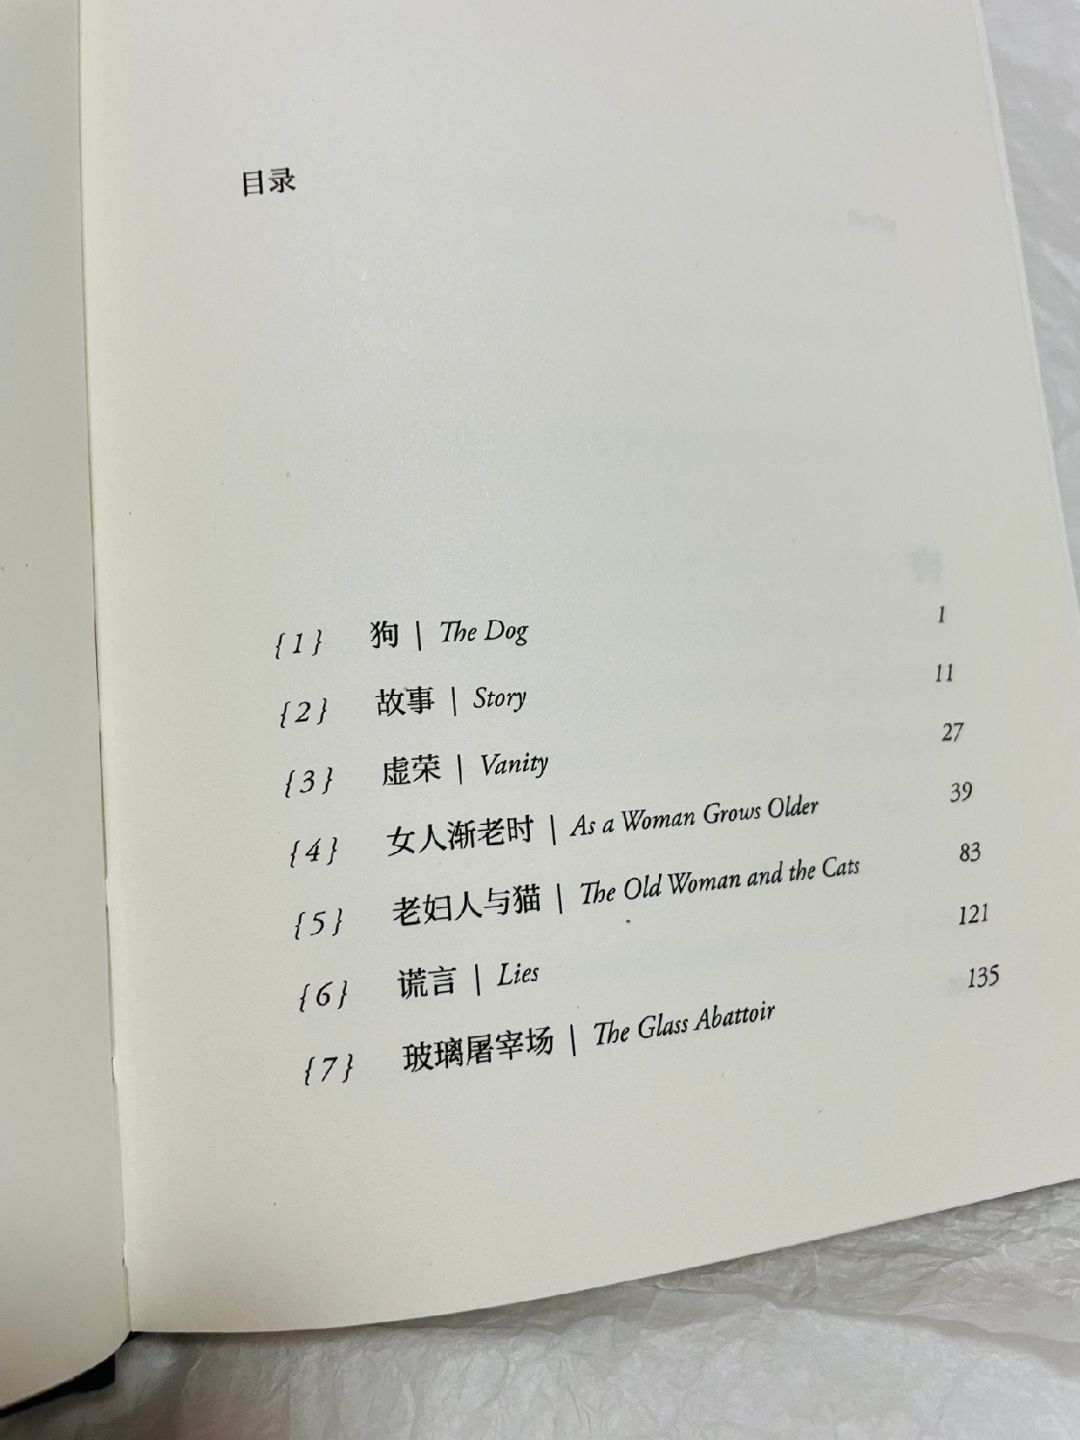 目录
{1} 狗 | The Dog 1
{2} 故事 | Story 11
{3} 虚荣 | Vanity 27
{4} 女人渐老时 | As a Woman Grows Older 39
{5} 老妇人与猫 | The Old Woman and the Cats 83
{6} 谎言 | Lies 121
{7} 玻璃屠宰场 | The Glass Abattoir 135